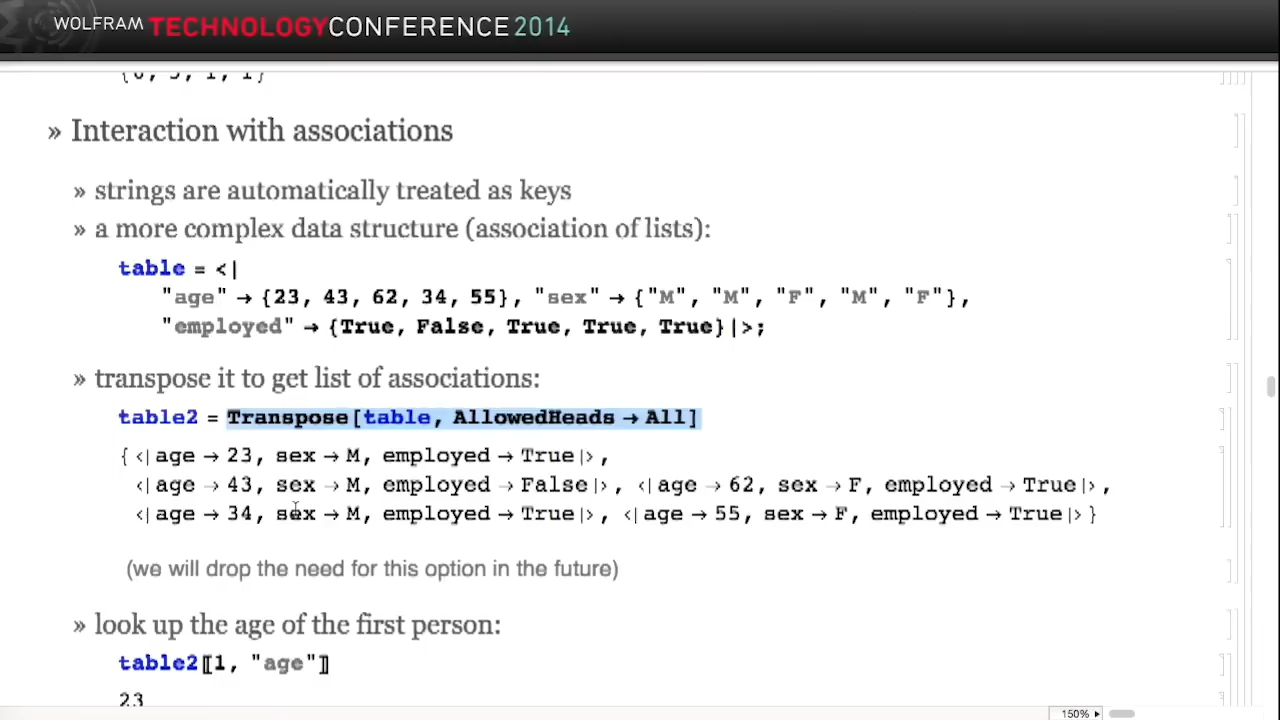 WOLFRAM TECHNOLOGYCONFERENCE 2014
» Interaction with associations
» strings are automatically treated as keys
» a more complex data structure (association of lists):
table = <|
"age" → {23, 43, 62, 34, 55}, "sex" → {"M", "M", "F", "M", "F"},
"employed" → {True, False, True, True, True}|>;
» transpose it to get list of associations:
table2 = Transpose[table, AllowedHeads → All]
{<|age → 23, sex → M, employed → True|>,
<|age → 43, sex → M, employed → False|>, <|age → 62, sex → F, employed → True|>,
<|age → 34, sex → M, employed → True|>, <|age → 55, sex → F, employed → True|>}
(we will drop the need for this option in the future)
» look up the age of the first person:
table2〚1, "age"〛
23
150%